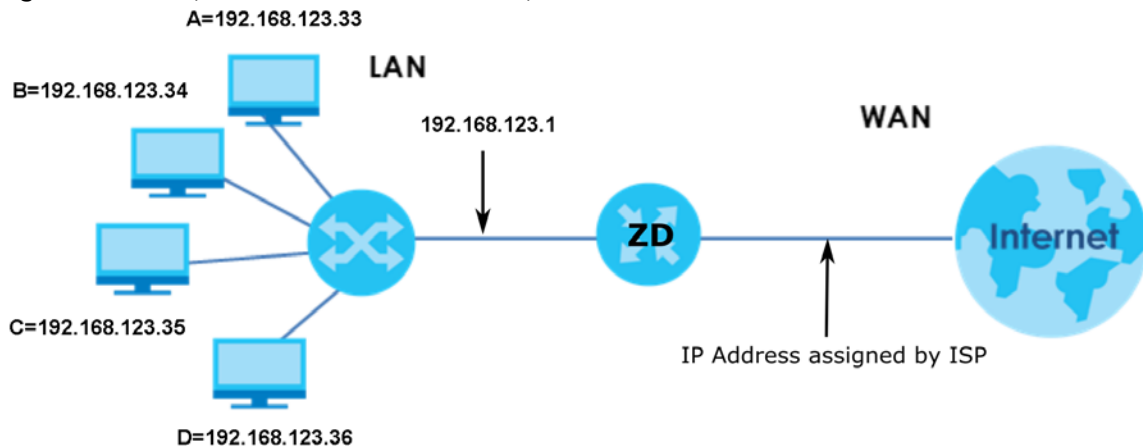 A=192.168.123.33
LAN
B=192.168.123.34
192.168.123.1
WAN
ZD
Internet
C=192.168.123.35
IP Address assigned by ISP
D=192.168.123.36